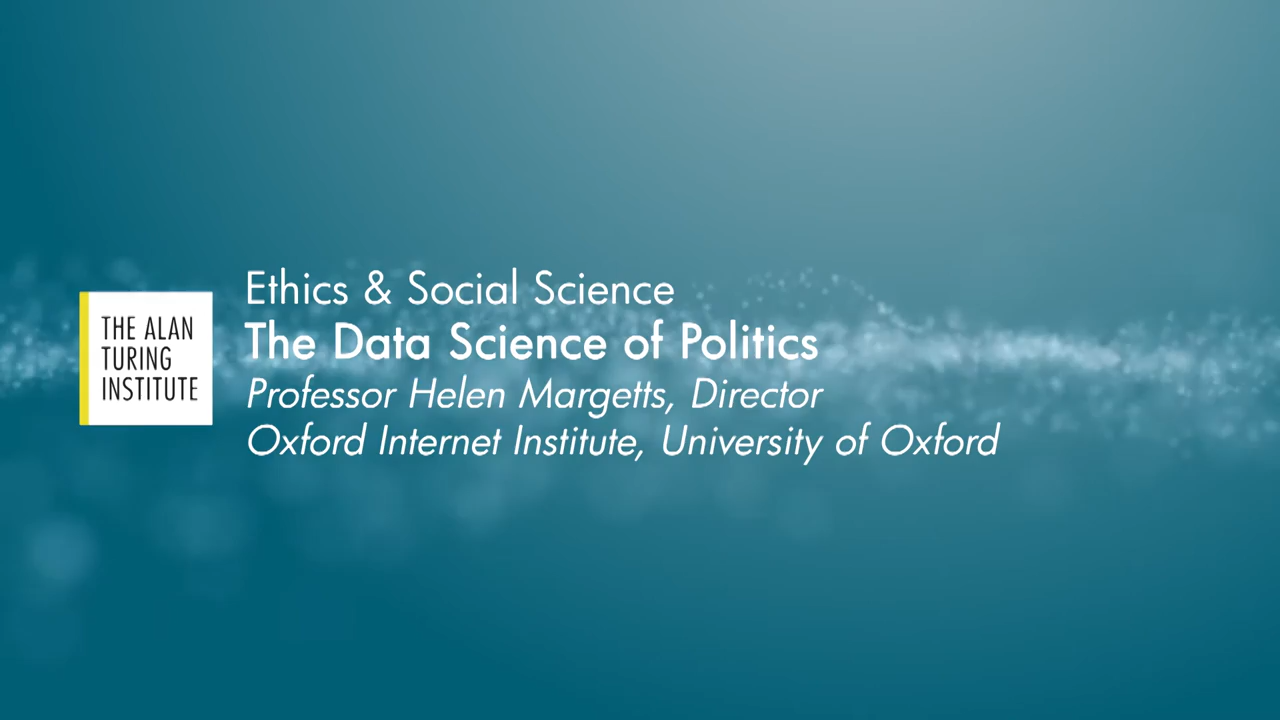 THE ALAN
TURING
INSTITUTE
Ethics & Social Science
The Data Science of Politics
Professor Helen Margetts, Director
Oxford Internet Institute, University of Oxford